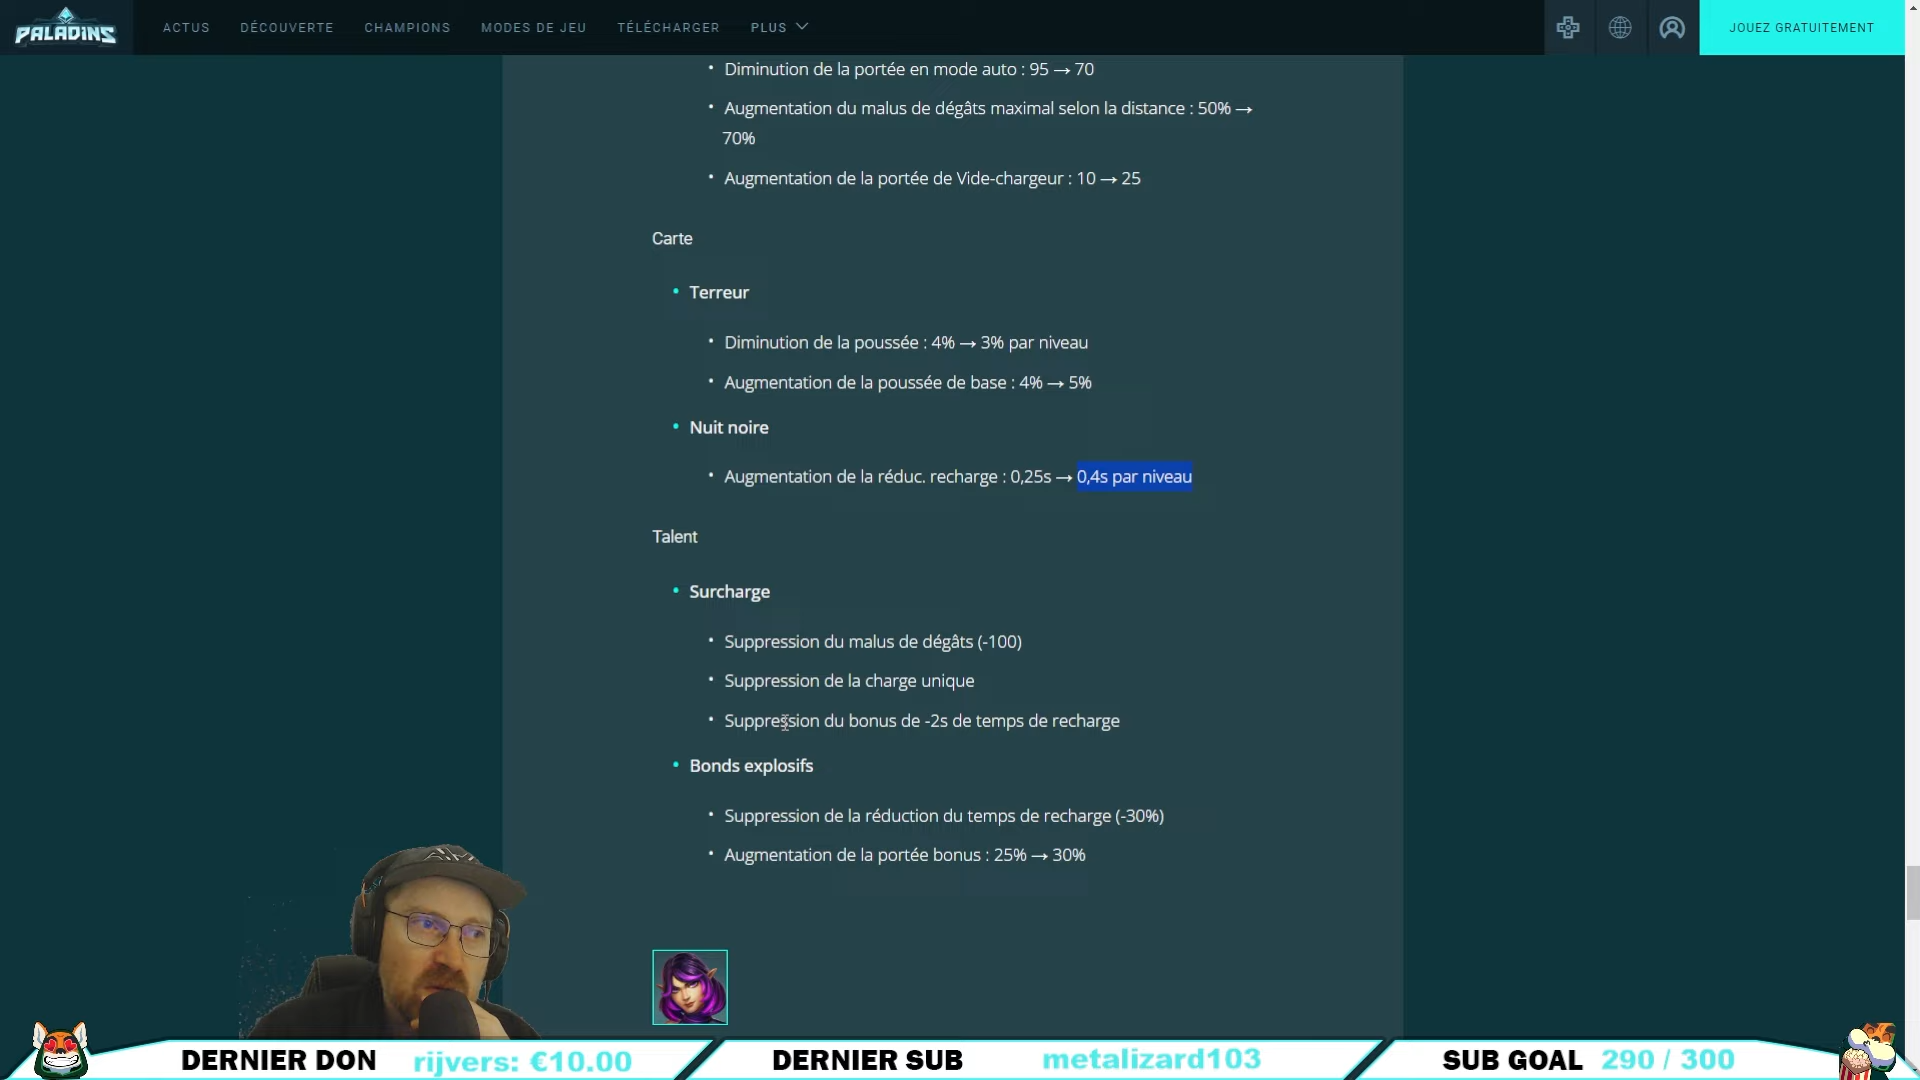 PALADINS
ACTUS
DÉCOUVERTE
CHAMPIONS
MODES DE JEU
TÉLÉCHARGER
PLUS
JOUEZ GRATUITEMENT
• Diminution de la portée en mode auto : 95 → 70
• Augmentation du malus de dégâts maximal selon la distance : 50% →
70%
• Augmentation de la portée de Vide-chargeur : 10 → 25
Carte
• Terreur
• Diminution de la poussée : 4% → 3% par niveau
• Augmentation de la poussée de base : 4% → 5%
• Nuit noire
• Augmentation de la réduc. recharge : 0,25s → 0,4s par niveau
Talent
• Surcharge
• Suppression du malus de dégâts (-100)
• Suppression de la charge unique
• Suppression du bonus de -2s de temps de recharge
• Bonds explosifs
• Suppression de la réduction du temps de recharge (-30%)
• Augmentation de la portée bonus : 25% → 30%
DERNIER DON rijvers: €10.00
DERNIER SUB metalizard103
SUB GOAL 290 / 300